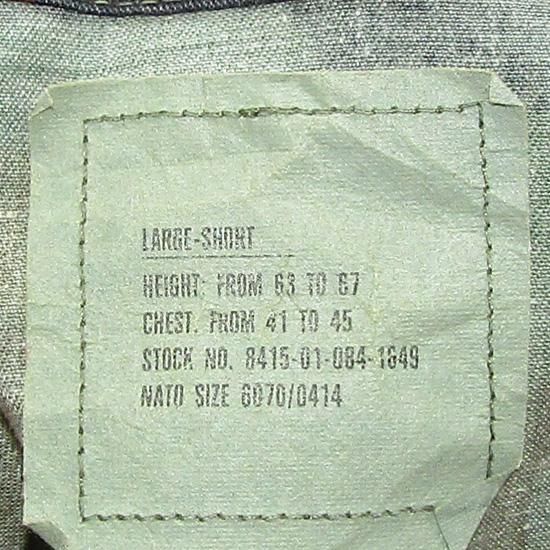 LARGE-SHORT
HEIGHT: FROM 63 TO 67
CHEST. FROM 41 TO 45
STOCK NO. 8415-01-084-1649
NATO SIZE 6070/0414